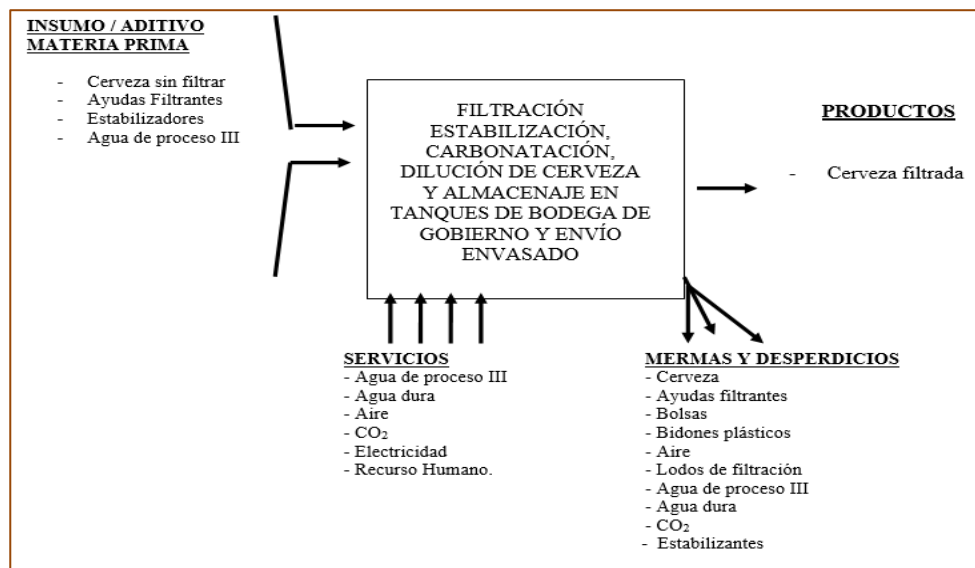 INSUMO / ADITIVO
MATERIA PRIMA
- Cerveza sin filtrar
- Ayudas Filtrantes
- Estabilizadores
- Agua de proceso III
FILTRACIÓN
ESTABILIZACIÓN,
CARBONATACIÓN,
DILUCIÓN DE CERVEZA
Y ALMACENAJE EN
TANQUES DE BODEGA DE
GOBIERNO Y ENVÍO
ENVASADO
PRODUCTOS
- Cerveza filtrada
SERVICIOS
- Agua de proceso III
- Agua dura
- Aire
- CO₂
- Electricidad
- Recurso Humano.
MERMAS Y DESPERDICIOS
- Cerveza
- Ayudas filtrantes
- Bolsas
- Bidones plásticos
- Aire
- Lodos de filtración
- Agua de proceso III
- Agua dura
- CO₂
- Estabilizantes